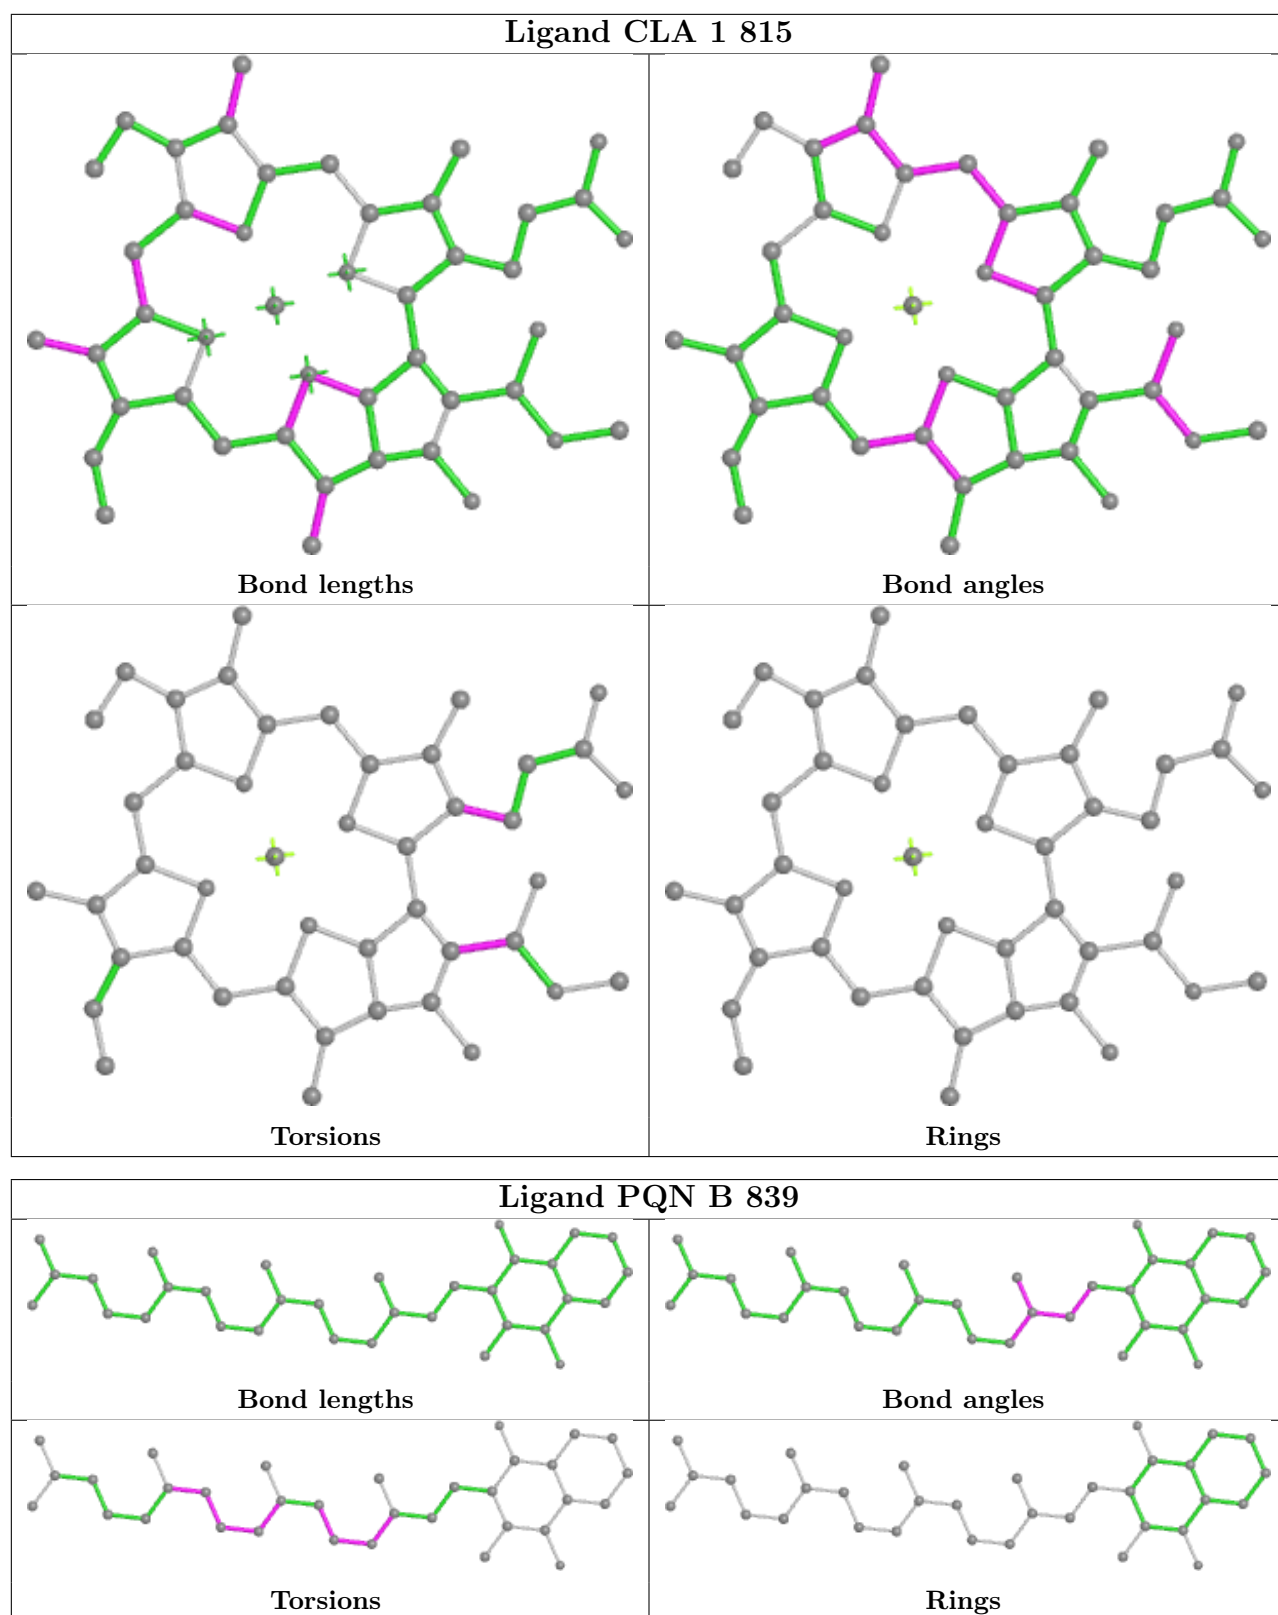 Ligand CLA 1 815
Bond lengths
Bond angles
Torsions
Rings
Ligand PQN B 839
Bond lengths
Bond angles
Torsions
Rings